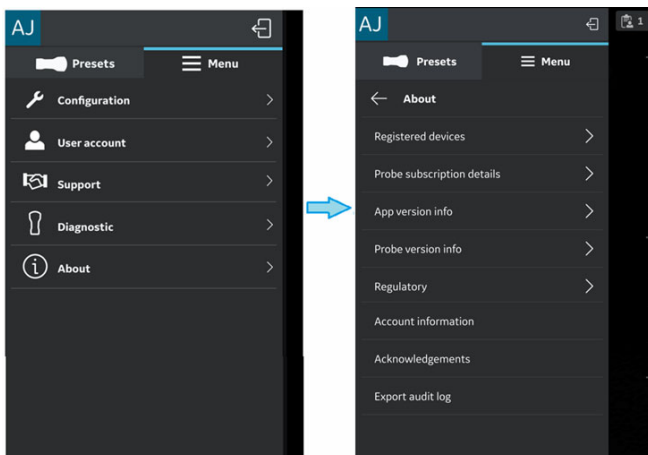 AJ
Presets
Menu
Configuration
User account
Support
Diagnostic
About
AJ
1
Presets
Menu
About
Registered devices
Probe subscription details
App version info
Probe version info
Regulatory
Account information
Acknowledgements
Export audit log